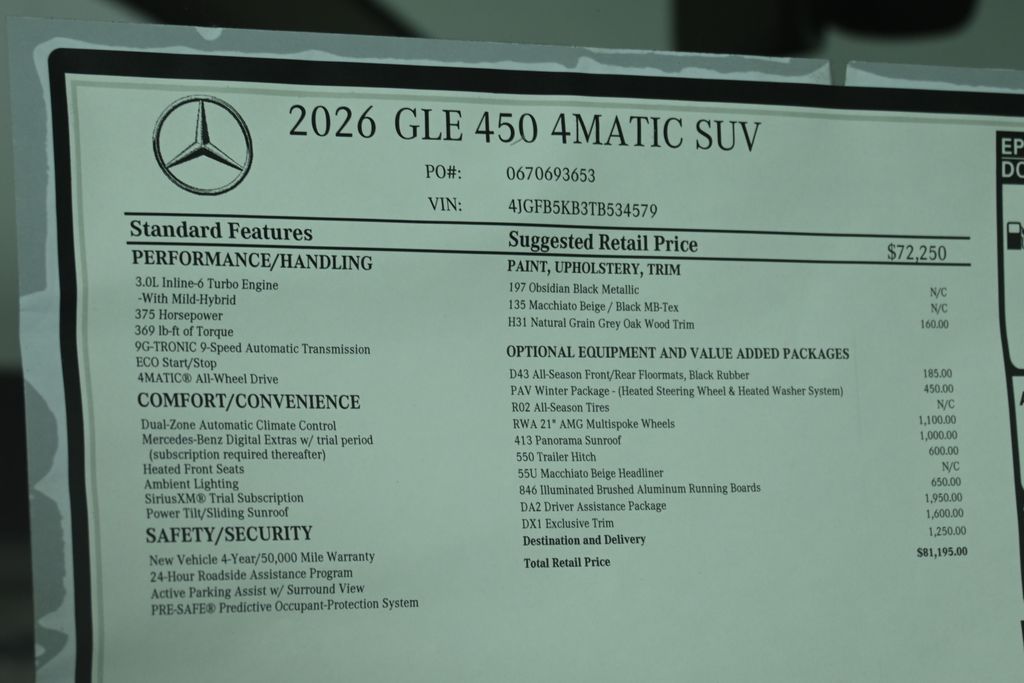 2026 GLE 450 4MATIC SUV
PO#: 0670693653
VIN: 4JGFB5KB3TB534579
Standard Features
PERFORMANCE/HANDLING
3.0L Inline-6 Turbo Engine
-With Mild-Hybrid
375 Horsepower
369 lb-ft of Torque
9G-TRONIC 9-Speed Automatic Transmission
ECO Start/Stop
4MATIC® All-Wheel Drive
COMFORT/CONVENIENCE
Dual-Zone Automatic Climate Control
Mercedes-Benz Digital Extras w/ trial period
(subscription required thereafter)
Heated Front Seats
Ambient Lighting
SiriusXM® Trial Subscription
Power Tilt/Sliding Sunroof
SAFETY/SECURITY
New Vehicle 4-Year/50,000 Mile Warranty
24-Hour Roadside Assistance Program
Active Parking Assist w/ Surround View
PRE-SAFE® Predictive Occupant-Protection System
Suggested Retail Price $72,250
PAINT, UPHOLSTERY, TRIM
197 Obsidian Black Metallic N/C
135 Macchiato Beige / Black MB-Tex N/C
H31 Natural Grain Grey Oak Wood Trim 160.00
OPTIONAL EQUIPMENT AND VALUE ADDED PACKAGES
D43 All-Season Front/Rear Floormats, Black Rubber 185.00
PAV Winter Package - (Heated Steering Wheel & Heated Washer System) 450.00
R02 All-Season Tires N/C
RWA 21" AMG Multispoke Wheels 1,100.00
413 Panorama Sunroof 1,000.00
550 Trailer Hitch 600.00
55U Macchiato Beige Headliner N/C
846 Illuminated Brushed Aluminum Running Boards 650.00
DA2 Driver Assistance Package 1,950.00
DX1 Exclusive Trim 1,600.00
Destination and Delivery 1,250.00
Total Retail Price $81,195.00
EP
DO